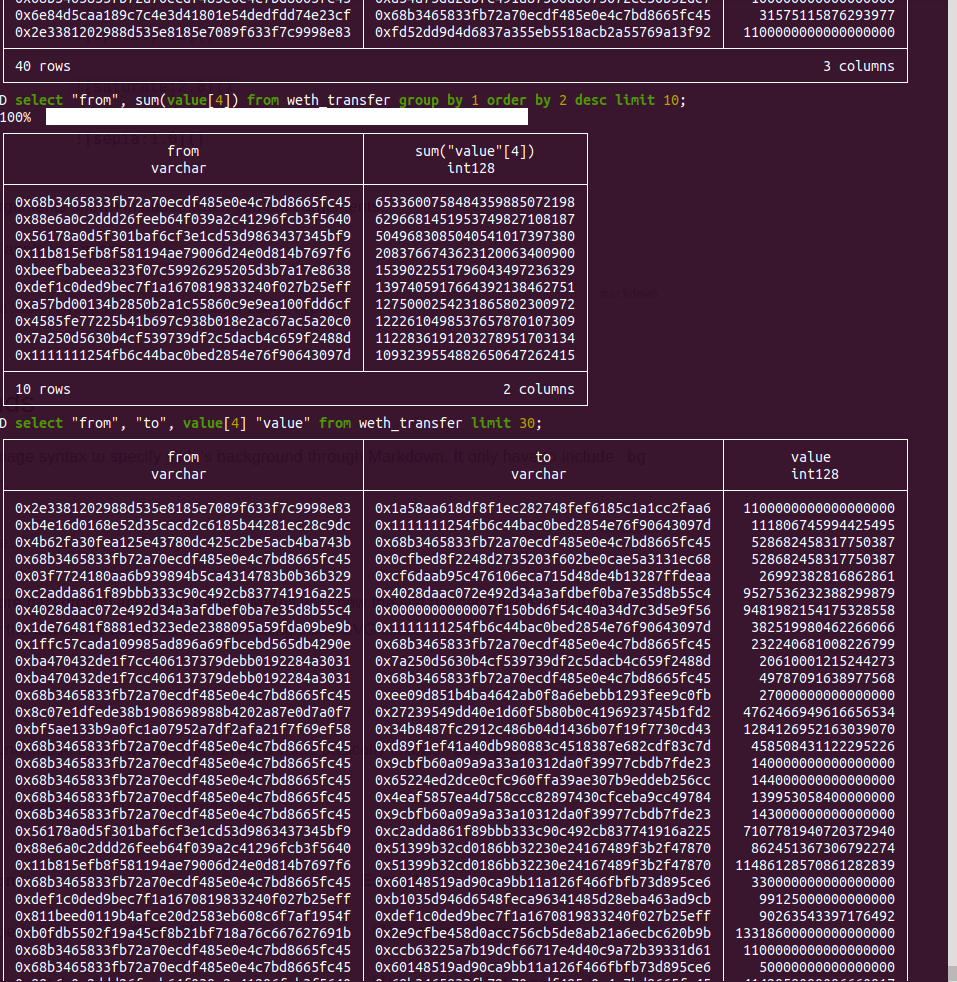 0x6e84d5caa189c7c4e3d41801e54dedfdd74e23cf 0x68b3465833fb72a70ecdf485e0e4c7bd8665fc45 31575115876293977
0x2e3381202988d535e8185e7089f633f7c9998e83 0xfd52dd9d4d6837a355eb5518acb2a55769a13f92 1100000000000000000
40 rows 3 columns
D select "from", sum(value[4]) from weth_transfer group by 1 order by 2 desc limit 10;
100%
from sum("value"[4])
varchar int128
0x68b3465833fb72a70ecdf485e0e4c7bd8665fc45 6533600758484359885072198
0x88e6a0c2ddd26feeb64f039a2c41296fcb3f5640 6296681451953749827108187
0x56178a0d5f301baf6cf3e1cd53d9863437345bf9 5049683085040541017397380
0x11b815efb8f581194ae79006d24e0d814b7697f6 2083766743623120063400900
0xbeefbabeea323f07c59926295205d3b7a17e8638 1539022551796043497236329
0xdef1c0ded9bec7f1a1670819833240f027b25eff 1397405917664392138462751
0xa57bd00134b2850b2a1c55860c9e9ea100fdd6cf 1275000254231865802300972
0x4585fe77225b41b697c938b018e2ac67ac5a20c0 1222610498537657870107309
0x7a250d5630b4cf539739df2c5dacb4c659f2488d 1122836191203278951703134
0x1111111254fb6c44bac0bed2854e76f90643097d 1093239554882650647262415
10 rows 2 columns
D select "from", "to", value[4] "value" from weth_transfer limit 30;
from to value
varchar varchar int128
0x2e3381202988d535e8185e7089f633f7c9998e83 0x1a58aa618df8f1ec282748fef6185c1a1cc2faa6 1100000000000000000
0xb4e16d0168e52d35cacd2c6185b44281ec28c9dc 0x1111111254fb6c44bac0bed2854e76f90643097d 111806745994425495
0x4b62fa30fea125e43780dc425c2be5acb4ba743b 0x68b3465833fb72a70ecdf485e0e4c7bd8665fc45 528682458317750387
0x68b3465833fb72a70ecdf485e0e4c7bd8665fc45 0x0cfbed8f2248d2735203f602be0cae5a3131ec68 528682458317750387
0x03f7724180aa6b939894b5ca4314783b0b36b329 0xcf6daab95c476106eca715d48de4b13287ffdeaa 26992382816862861
0xc2adda861f89bbb333c90c492cb837741916a225 0x4028daac072e492d34a3afdbef0ba7e35d8b55c4 9527536232388299879
0x4028daac072e492d34a3afdbef0ba7e35d8b55c4 0x0000000000007f150bd6f54c40a34d7c3d5e9f56 9481982154175328558
0x1de76481f8881ed323ede2388095a59fda09be9b 0x1111111254fb6c44bac0bed2854e76f90643097d 382519980462266066
0x1ffc57cada109985ad896a69fbcebd565db4290e 0x68b3465833fb72a70ecdf485e0e4c7bd8665fc45 232240681008226799
0xba470432de1f7cc406137379debb0192284a3031 0x7a250d5630b4cf539739df2c5dacb4c659f2488d 20610001215244273
0xba470432de1f7cc406137379debb0192284a3031 0x68b3465833fb72a70ecdf485e0e4c7bd8665fc45 49787091638977568
0x68b3465833fb72a70ecdf485e0e4c7bd8665fc45 0xee09d851b4ba4642ab0f8a6ebebb1293fee9c0fb 27000000000000000
0x8c07e1dfede38b1908698988b4202a87e0d7a0f7 0x27239549dd40e1d60f5b80b0c4196923745b1fd2 4762466949616656534
0xbf5ae133b9a0fc1a07952a7df2afa21f7f69ef58 0x34b8487fc2912c486b04d1436b07f19f7730cd43 1284126952163039070
0x68b3465833fb72a70ecdf485e0e4c7bd8665fc45 0xd89f1ef41a40db980883c4518387e682cdf83c7d 458508431122295226
0x68b3465833fb72a70ecdf485e0e4c7bd8665fc45 0x9cbfb60a09a9a33a10312da0f39977cbdb7fde23 140000000000000000
0x68b3465833fb72a70ecdf485e0e4c7bd8665fc45 0x65224ed2dce0cfc960ffa39ae307b9eddeb256cc 144000000000000000
0x68b3465833fb72a70ecdf485e0e4c7bd8665fc45 0x4eaf5857ea4d758ccc82897430cfceba9cc49784 139953058400000000
0x68b3465833fb72a70ecdf485e0e4c7bd8665fc45 0x9cbfb60a09a9a33a10312da0f39977cbdb7fde23 143000000000000000
0x56178a0d5f301baf6cf3e1cd53d9863437345bf9 0xc2adda861f89bbb333c90c492cb837741916a225 7107781940720372940
0x88e6a0c2ddd26feeb64f039a2c41296fcb3f5640 0x51399b32cd0186bb32230e24167489f3b2f47870 862451367306792274
0x11b815efb8f581194ae79006d24e0d814b7697f6 0x51399b32cd0186bb32230e24167489f3b2f47870 11486128570861282839
0x68b3465833fb72a70ecdf485e0e4c7bd8665fc45 0x60148519ad90ca9bb11a126f466fbfb73d895ce6 330000000000000000
0xdef1c0ded9bec7f1a1670819833240f027b25eff 0xb1035d946d6548feca96341485d28eba463ad9cb 99125000000000000
0x811beed0119b4afce20d2583eb608c6f7af1954f 0xdef1c0ded9bec7f1a1670819833240f027b25eff 90263543397176492
0xb0fdb5502f19a45cf8b21bf718a76c667627691b 0x2e9cfbe458d0acc756cb5de8ab21a6ecbc620b9b 13318600000000000000
0x68b3465833fb72a70ecdf485e0e4c7bd8665fc45 0xccb63225a7b19dcf66717e4d40c9a72b39331d61 1100000000000000000
0x68b3465833fb72a70ecdf485e0e4c7bd8665fc45 0x60148519ad90ca9bb11a126f466fbfb73d895ce6 50000000000000000